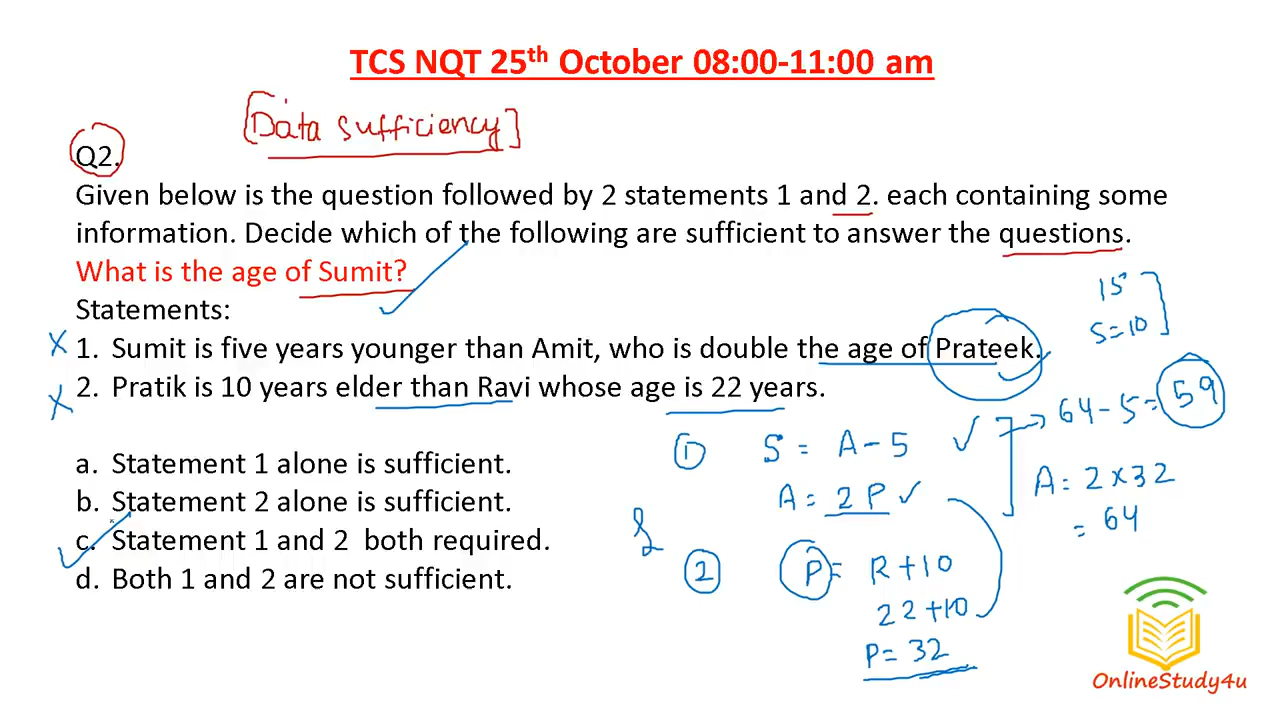 TCS NQT 25th October 08:00-11:00 am
[Data sufficiency]
Q2.
Given below is the question followed by 2 statements 1 and 2. each containing some
information. Decide which of the following are sufficient to answer the questions.
What is the age of Sumit?
Statements:
15
S=10
X 1. Sumit is five years younger than Amit, who is double the age of Prateek.
X 2. Pratik is 10 years elder than Ravi whose age is 22 years.
64-5=59
① S = A-5 ✓
A = 2P ✓
A = 2×32
= 64
a. Statement 1 alone is sufficient.
b. Statement 2 alone is sufficient.
c. Statement 1 and 2 both required.
d. Both 1 and 2 are not sufficient.
② P = R+10
22+10
P= 32
OnlineStudy4u